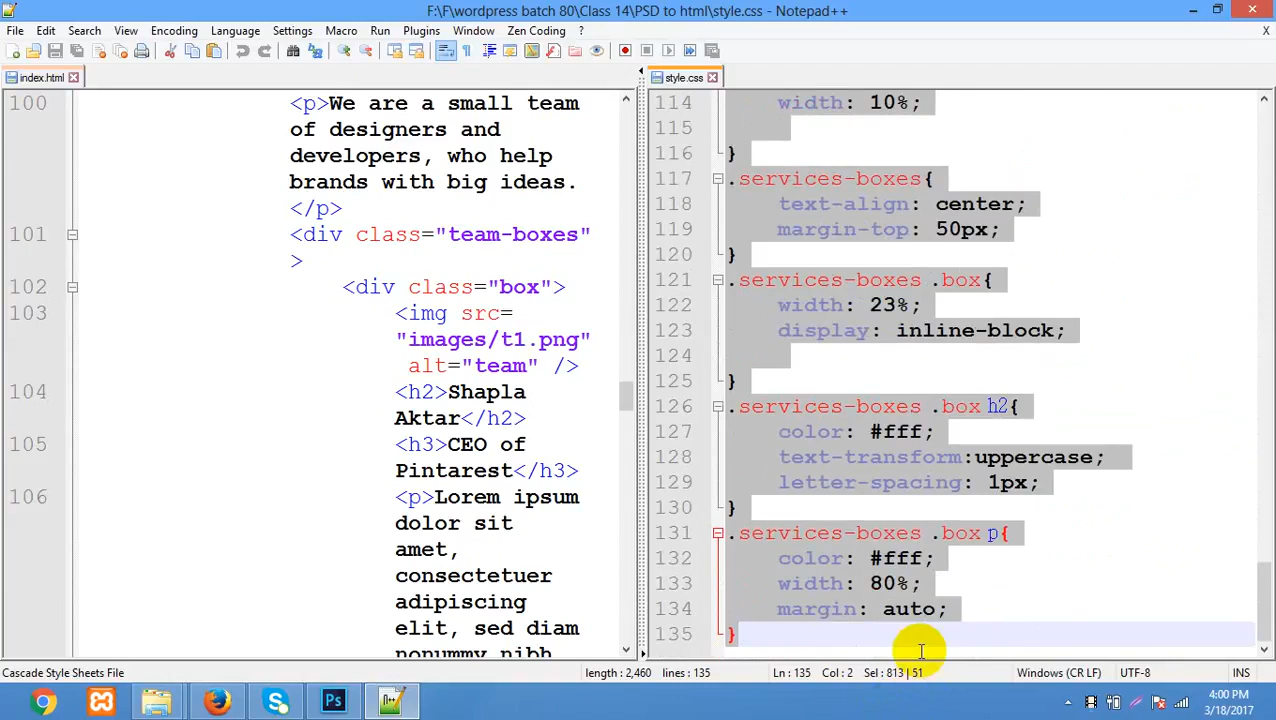 F:\F\wordpress batch 80\Class 14\PSD to html\style.css - Notepad++
File Edit Search View Encoding Language Settings Macro Run Plugins Window Zen Coding ? X
index.html
style.css
100 <p>We are a small team
of designers and
developers, who help
brands with big ideas.
</p>
101 <div class="team-boxes"
>
102 <div class="box">
103 <img src=
"images/t1.png"
alt="team" />
104 <h2>Shapla
Aktar</h2>
105 <h3>CEO of
Pintarest</h3>
106 <p>Lorem ipsum
dolor sit
amet,
consectetuer
adipiscing
elit, sed diam
nonummy nibh
114 width: 10%;
115
116 }
117 .services-boxes{
118 text-align: center;
119 margin-top: 50px;
120 }
121 .services-boxes .box{
122 width: 23%;
123 display: inline-block;
124
125 }
126 .services-boxes .box h2{
127 color: #fff;
128 text-transform:uppercase;
129 letter-spacing: 1px;
130 }
131 .services-boxes .box p{
132 color: #fff;
133 width: 80%;
134 margin: auto;
135 }
Cascade Style Sheets File length : 2,460 lines : 135 Ln : 135 Col : 2 Sel : 813 | 51 Windows (CR LF) UTF-8 INS
Ps
4:00 PM
3/18/2017